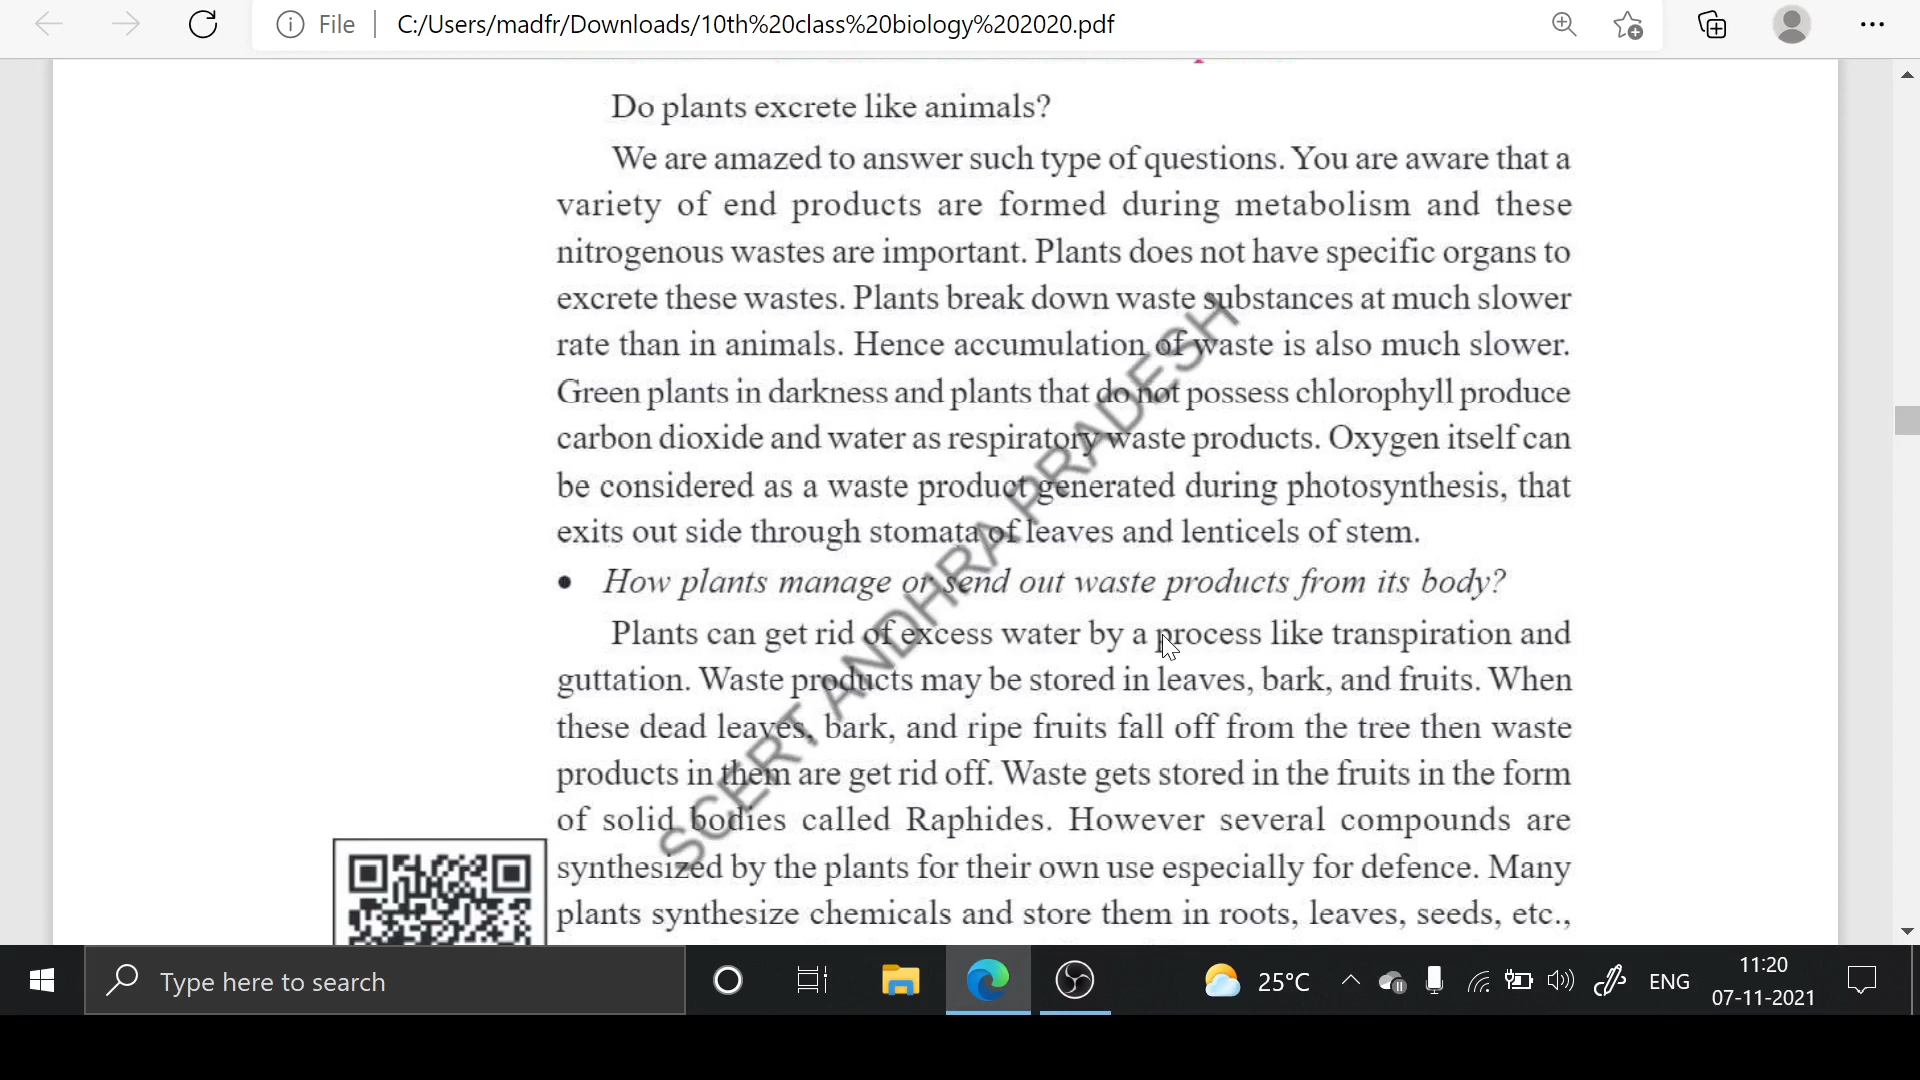 File
C:/Users/madfr/Downloads/10th%20class%20biology%202020.pdf
Do plants excrete like animals?
We are amazed to answer such type of questions. You are aware that a
variety of end products are formed during metabolism and these
nitrogenous wastes are important. Plants does not have specific organs to
excrete these wastes. Plants break down waste substances at much slower
rate than in animals. Hence accumulation of waste is also much slower.
Green plants in darkness and plants that do not possess chlorophyll produce
carbon dioxide and water as respiratory waste products. Oxygen itself can
be considered as a waste product generated during photosynthesis, that
exits out side through stomata of leaves and lenticels of stem.
• How plants manage or send out waste products from its body?
Plants can get rid of excess water by a process like transpiration and
guttation. Waste products may be stored in leaves, bark, and fruits. When
these dead leaves, bark, and ripe fruits fall off from the tree then waste
products in them are get rid off. Waste gets stored in the fruits in the form
of solid bodies called Raphides. However several compounds are
synthesized by the plants for their own use especially for defence. Many
plants synthesize chemicals and store them in roots, leaves, seeds, etc.,
SCERT ANDHRA PRADESH
Type here to search
25°C
ENG
11:20
07-11-2021